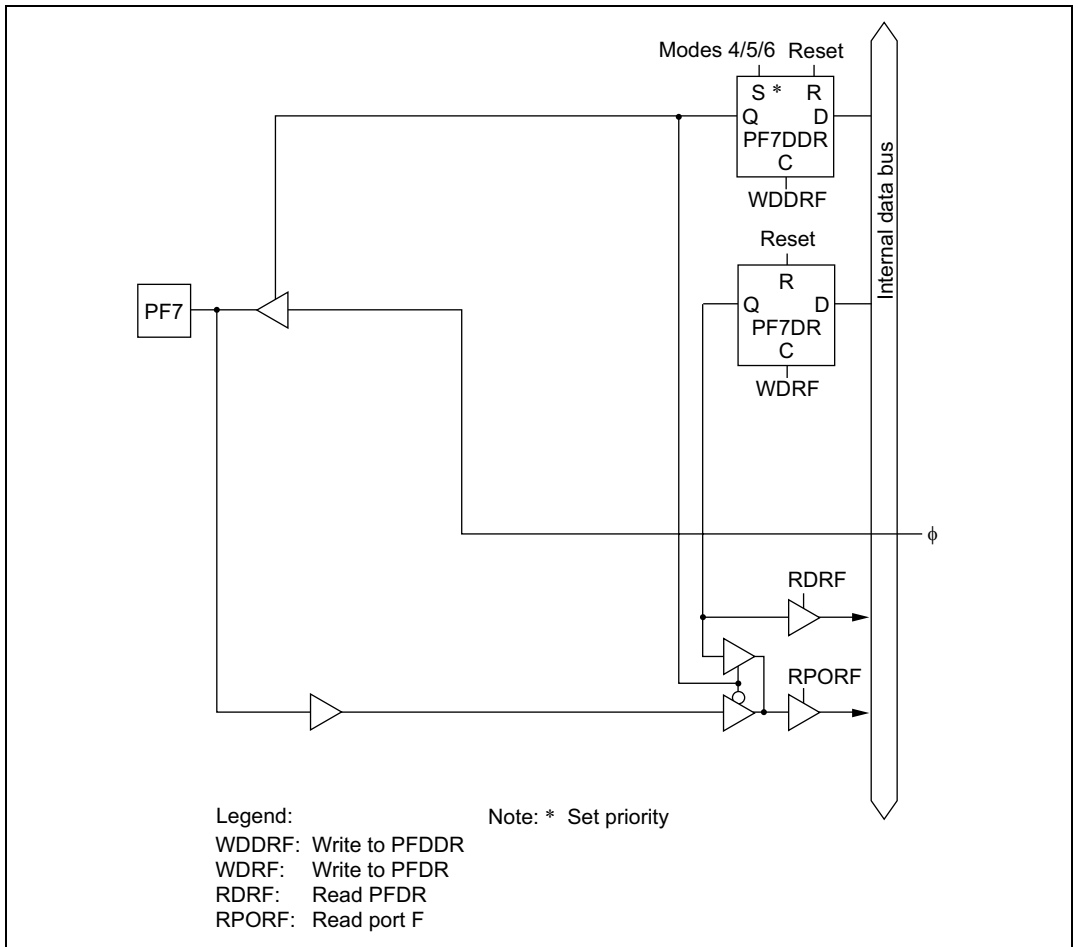 Modes 4/5/6 Reset
S * R
Q D
PF7DDR
C
WDDRF
Internal data bus
Reset
R
Q D
PF7DR
C
WDRF
PF7
ϕ
RDRF
RPORF
Legend:
WDDRF: Write to PFDDR
WDRF: Write to PFDR
RDRF: Read PFDR
RPORF: Read port F
Note: * Set priority